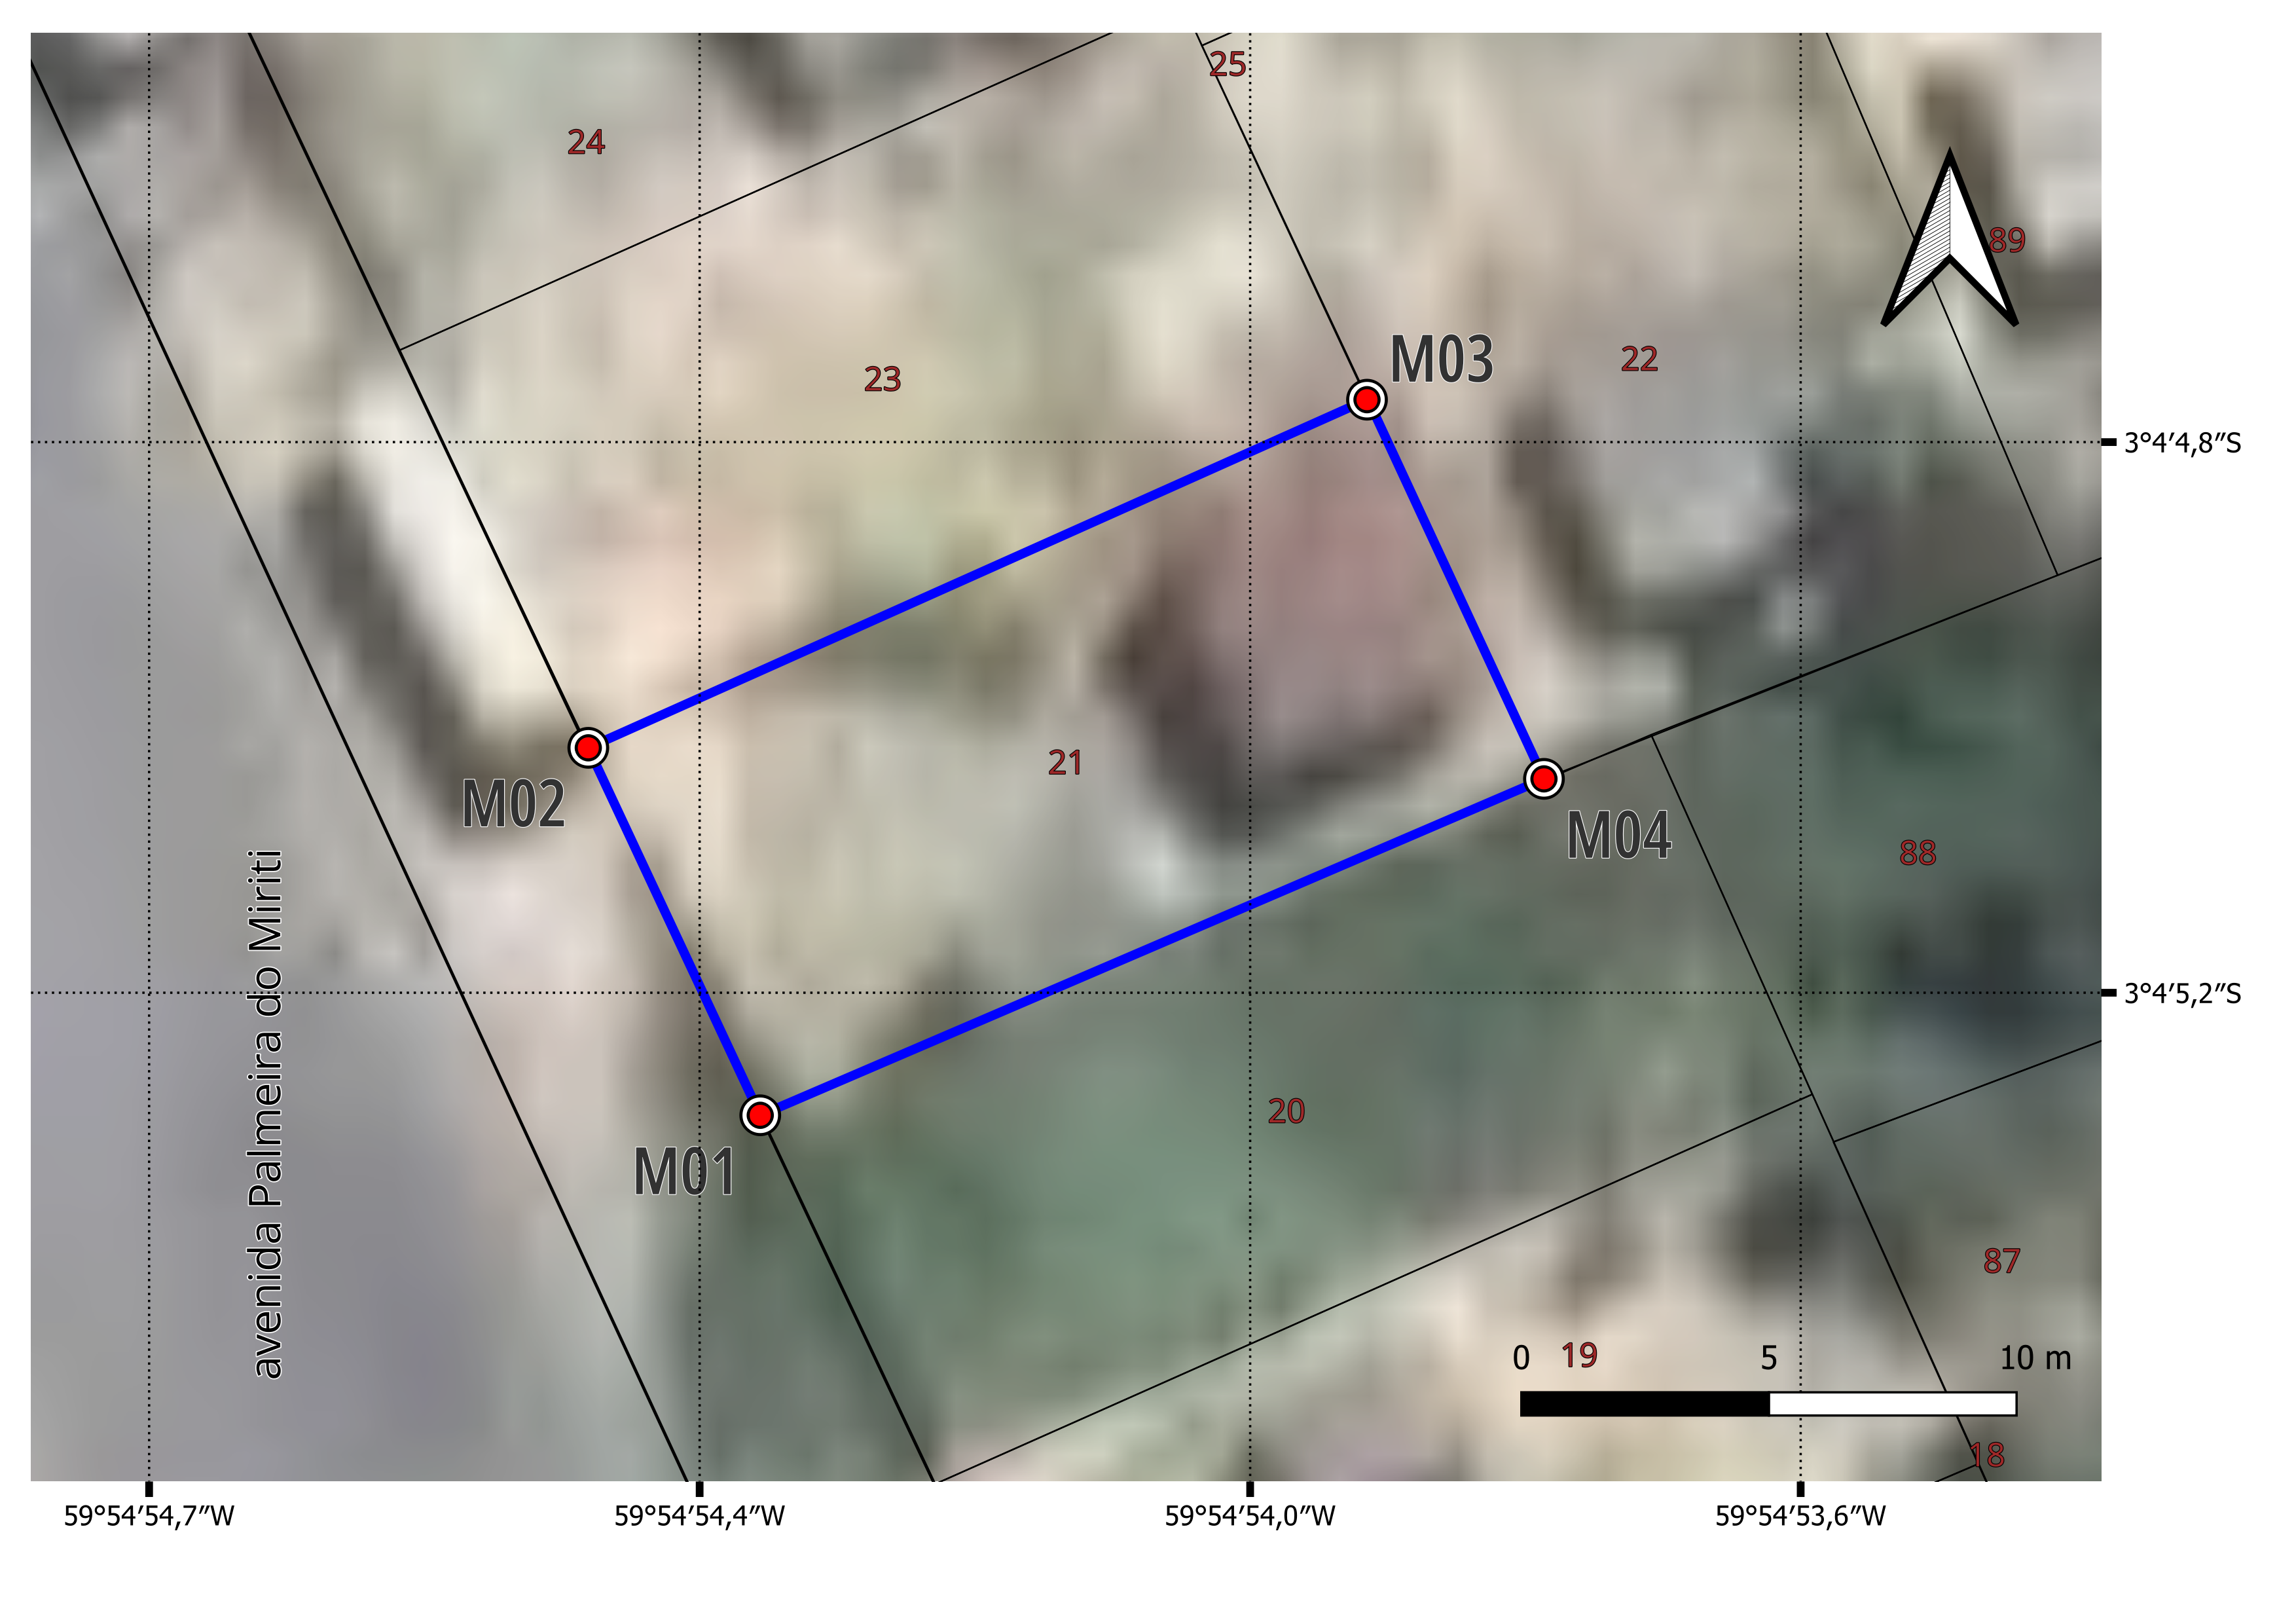 25
24
89
M03
22
23
3°4′4,8″S
21
M02
M04
88
avenida Palmeira do Miriti
3°4′5,2″S
20
M01
87
0 19 5 10 m
18
59°54′54,7″W 59°54′54,4″W 59°54′54,0″W 59°54′53,6″W